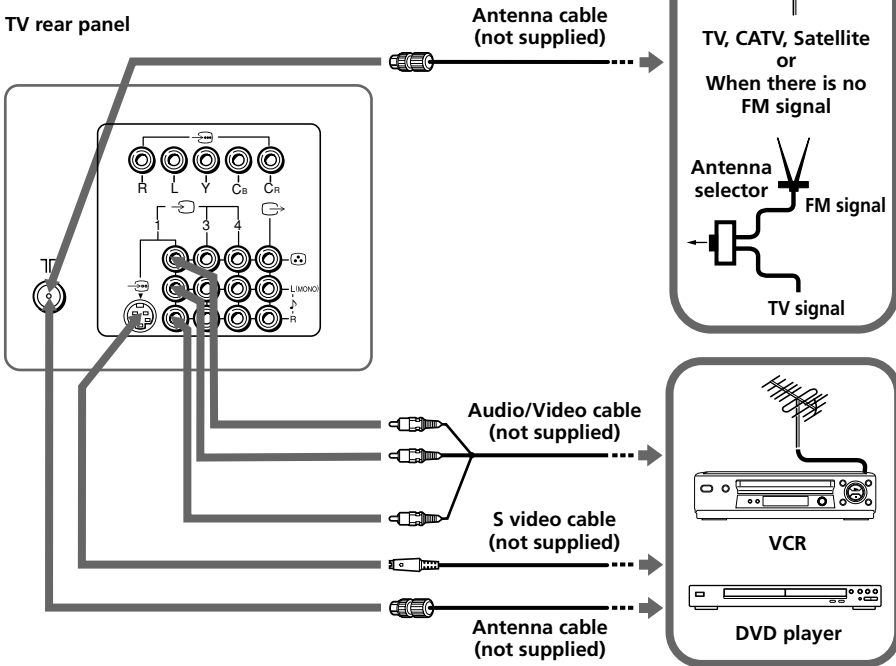 TV rear panel
Antenna cable
(not supplied)
TV, CATV, Satellite
or
When there is no
FM signal
Antenna
selector
FM signal
TV signal
R L Y CB CR
1 3 4
L(MONO)
R
Audio/Video cable
(not supplied)
S video cable
(not supplied)
VCR
Antenna cable
(not supplied)
DVD player